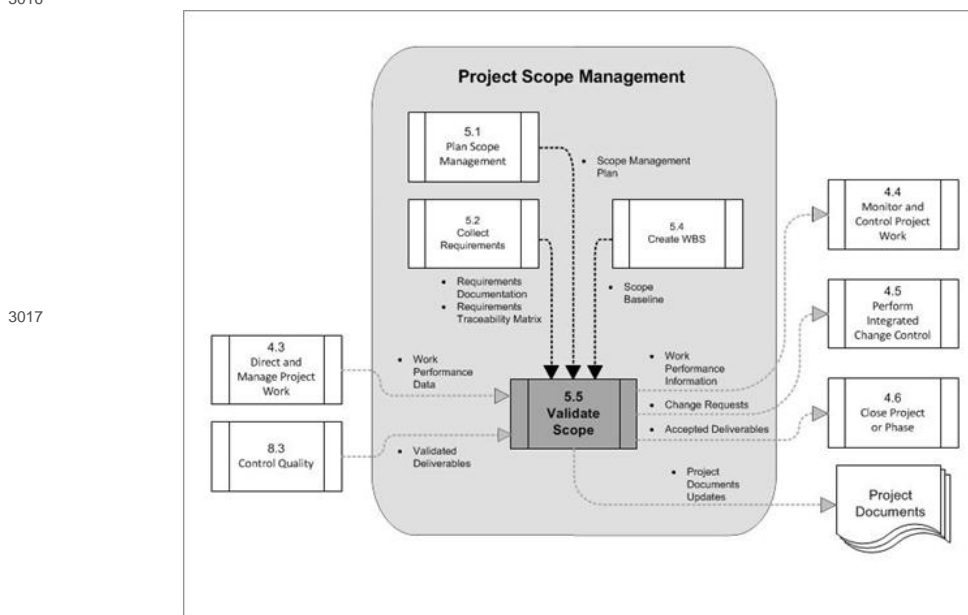 3016
Project Scope Management
5.1
Plan Scope
Management
• Scope Management
Plan
5.2
Collect
Requirements
5.4
Create WBS
• Requirements
Documentation
• Requirements
Traceability Matrix
• Scope
Baseline
3017
4.3
Direct and
Manage Project
Work
• Work
Performance
Data
8.3
Control Quality
• Validated
Deliverables
5.5
Validate
Scope
• Work
Performance
Information
• Change Requests
• Accepted Deliverables
• Project
Documents
Updates
4.4
Monitor and
Control Project
Work
4.5
Perform
Integrated
Change Control
4.6
Close Project
or Phase
Project
Documents